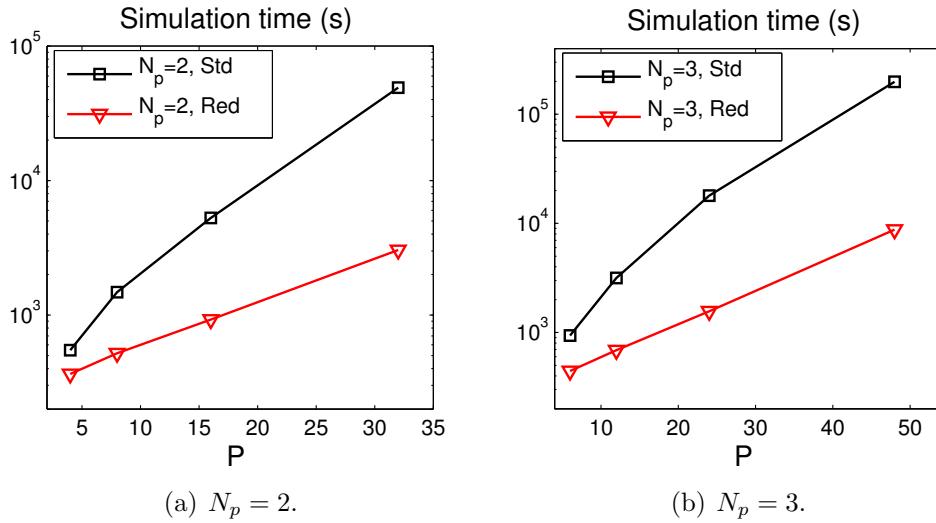 Simulation time (s)
10^5
10^4
10^3
N_p=2, Std
N_p=2, Red
5 10 15 20 25 30 35
P
(a) N_p = 2.
Simulation time (s)
10^5
10^4
10^3
N_p=3, Std
N_p=3, Red
10 20 30 40 50
P
(b) N_p = 3.